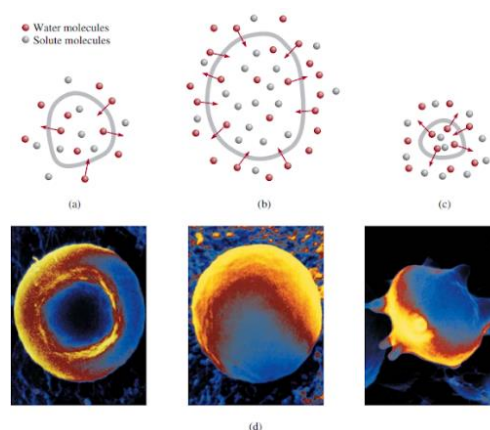 Water molecules
Solute molecules
(a)
(b)
(c)
(d)